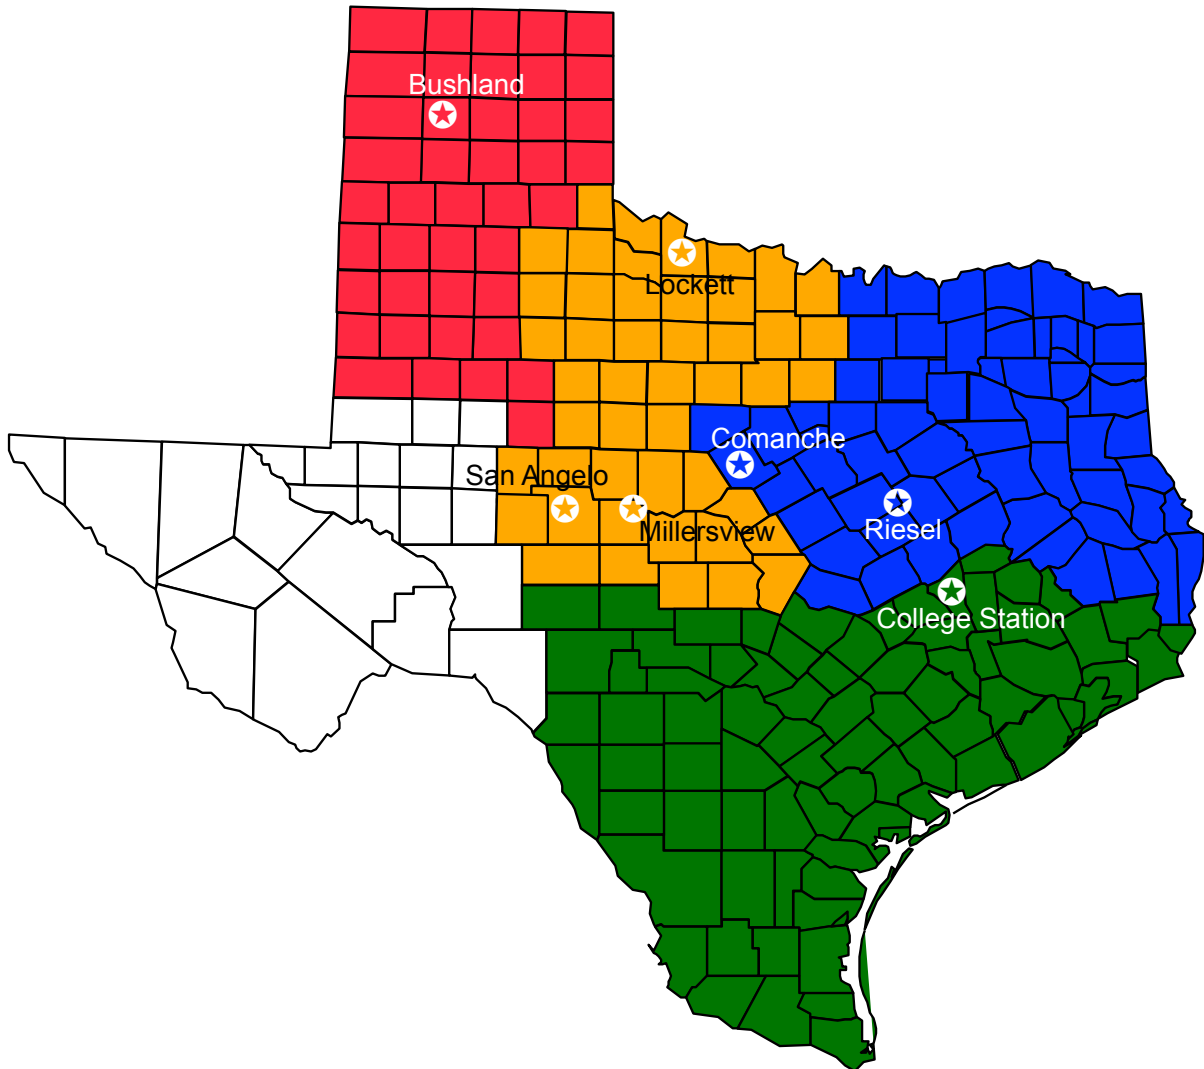 Bushland
Lockett
Comanche
San Angelo
Millersview
Riesel
College Station